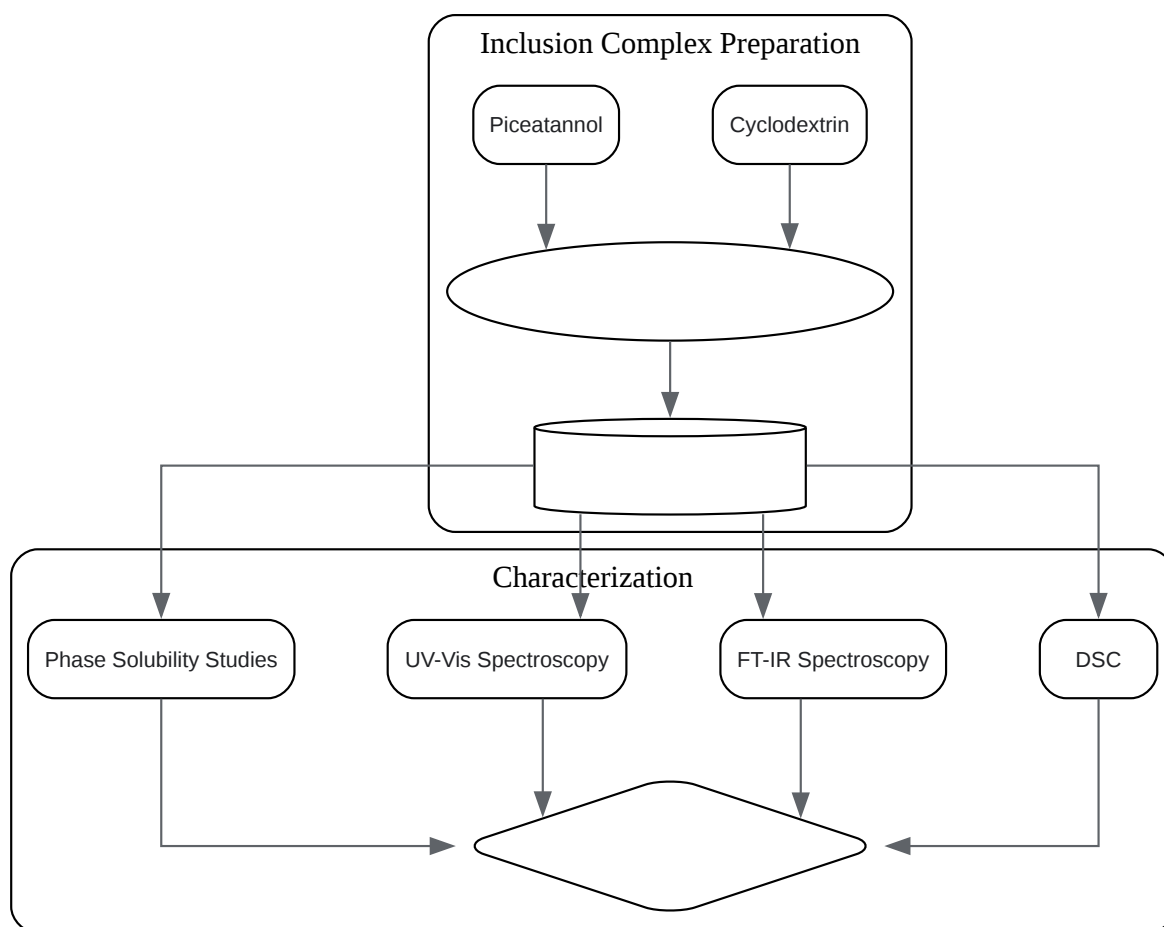 Inclusion Complex Preparation
Piceatannol
Cyclodextrin
Characterization
Phase Solubility Studies
UV-Vis Spectroscopy
FT-IR Spectroscopy
DSC